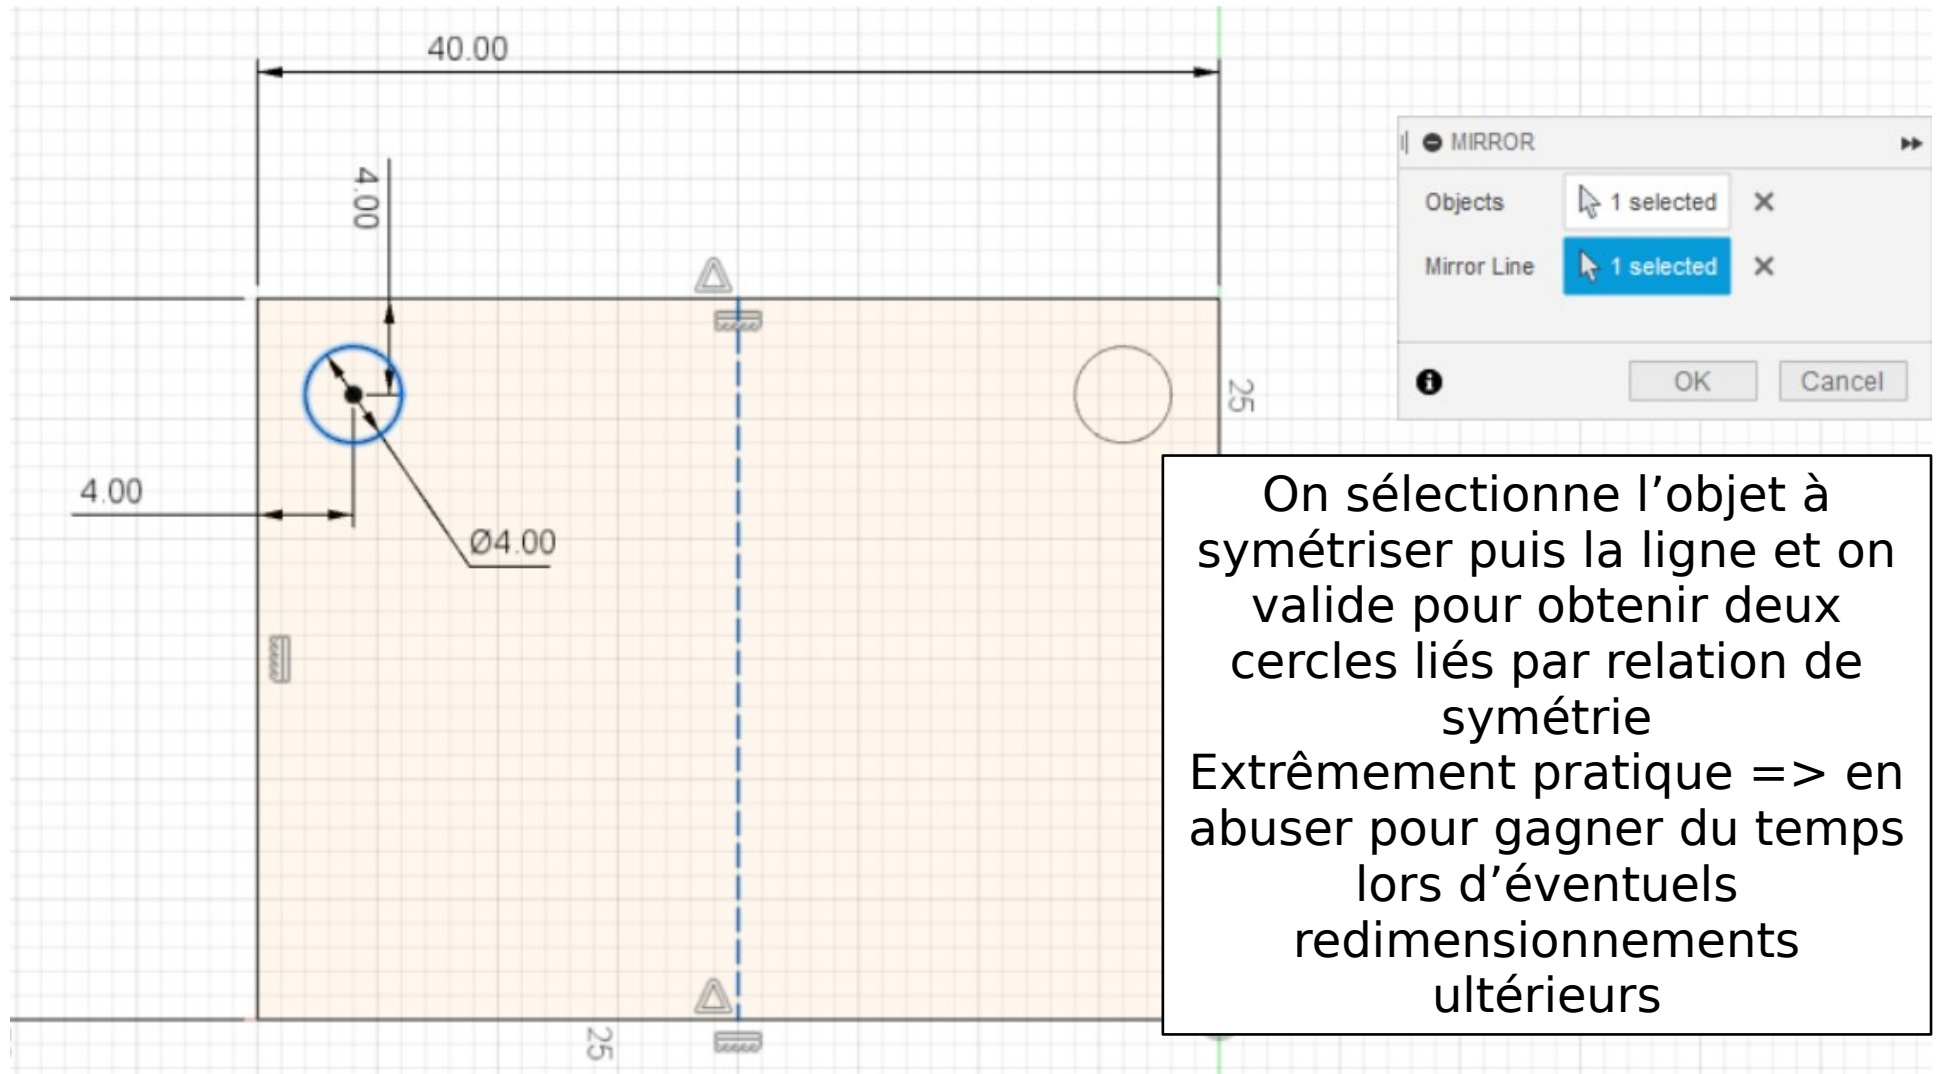 40.00
4.00
MIRROR
Objects
1 selected
Mirror Line
1 selected
25
OK
Cancel
4.00
Ø4.00
On sélectionne l’objet à
symétriser puis la ligne et on
valide pour obtenir deux
cercles liés par relation de
symétrie
Extrêmement pratique => en
abuser pour gagner du temps
lors d’éventuels
redimensionnements
ultérieurs
25